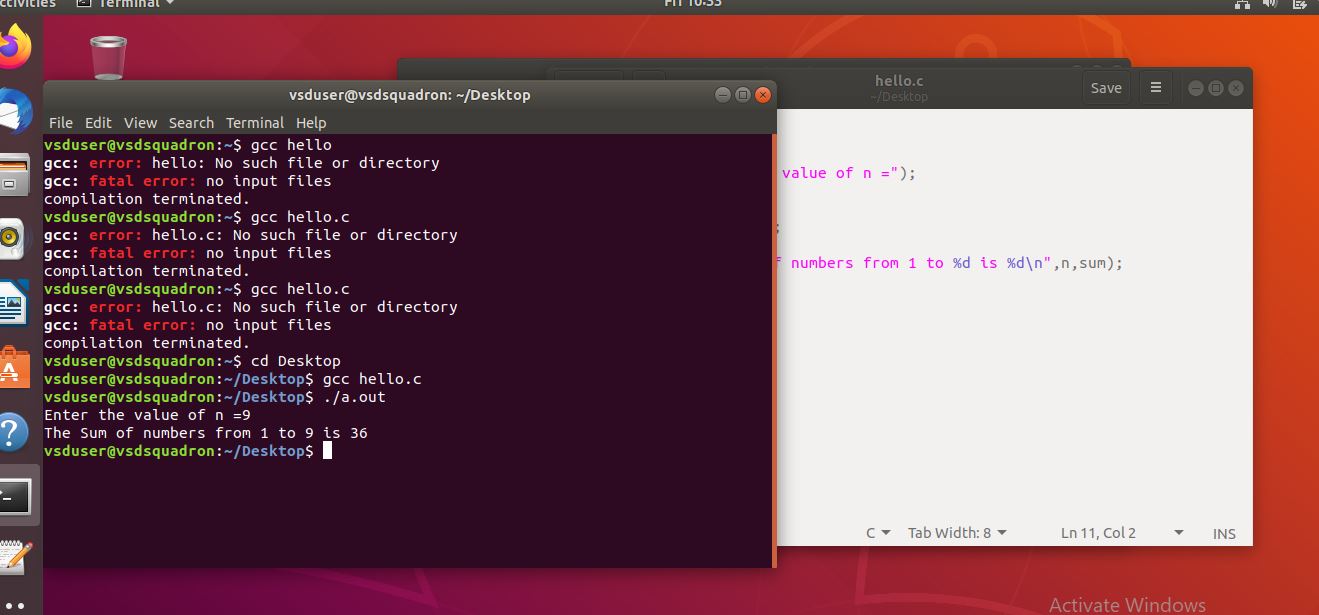 Terminal
vsduser@vsdsquadron: ~/Desktop
File Edit View Search Terminal Help
vsduser@vsdsquadron:~$ gcc hello
gcc: error: hello: No such file or directory
gcc: fatal error: no input files
compilation terminated.
vsduser@vsdsquadron:~$ gcc hello.c
gcc: error: hello.c: No such file or directory
gcc: fatal error: no input files
compilation terminated.
vsduser@vsdsquadron:~$ gcc hello.c
gcc: error: hello.c: No such file or directory
gcc: fatal error: no input files
compilation terminated.
vsduser@vsdsquadron:~$ cd Desktop
vsduser@vsdsquadron:~/Desktop$ gcc hello.c
vsduser@vsdsquadron:~/Desktop$ ./a.out
Enter the value of n =9
The Sum of numbers from 1 to 9 is 36
vsduser@vsdsquadron:~/Desktop$
hello.c
~/Desktop
Save
value of n =");
;
numbers from 1 to %d is %d\n",n,sum);
C Tab Width: 8 Ln 11, Col 2 INS
Activate Windows